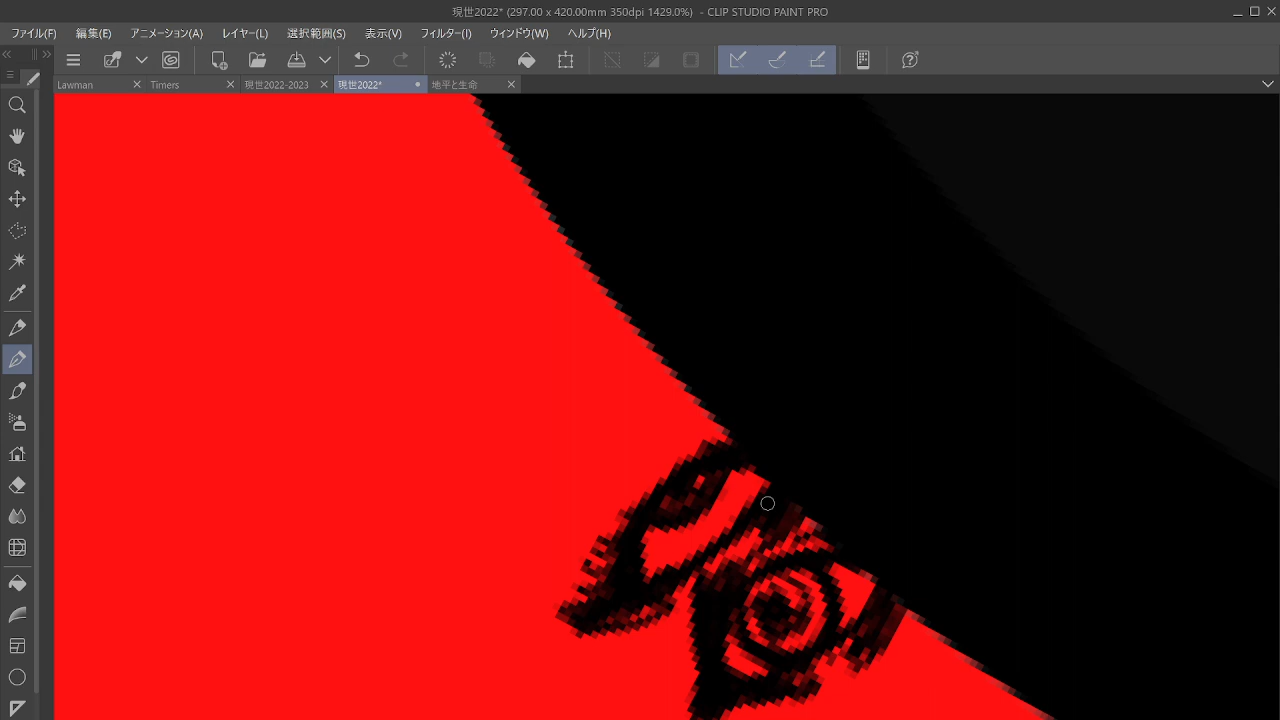 現世2022* (297.00 x 420.00mm 350dpi 1429.0%) - CLIP STUDIO PAINT PRO
ファイル(F) 編集(E) アニメーション(A) レイヤー(L) 選択範囲(S) 表示(V) フィルター(I) ウィンドウ(W) ヘルプ(H)
Lawman Timers 現世2022-2023 現世2022* 地平と生命